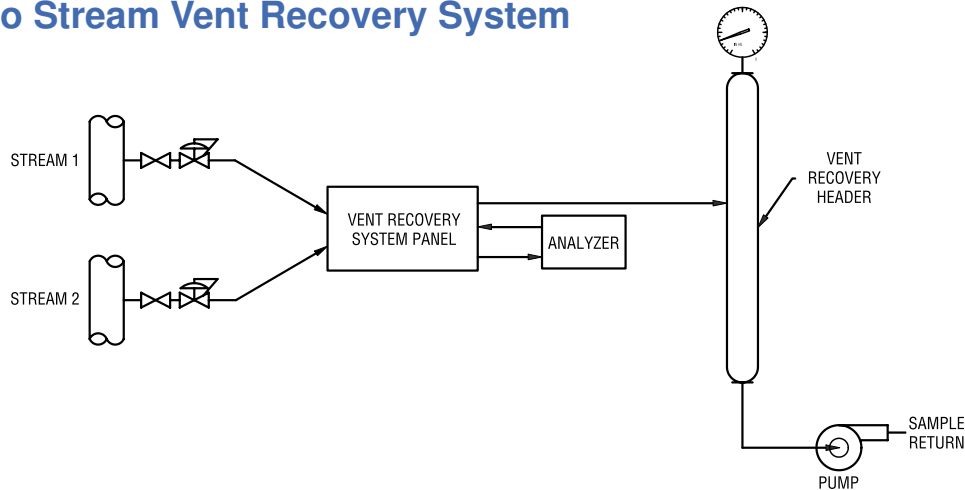 o Stream Vent Recovery System
STREAM 1
VENT RECOVERY
SYSTEM PANEL
ANALYZER
VENT
RECOVERY
HEADER
STREAM 2
SAMPLE
RETURN
PUMP